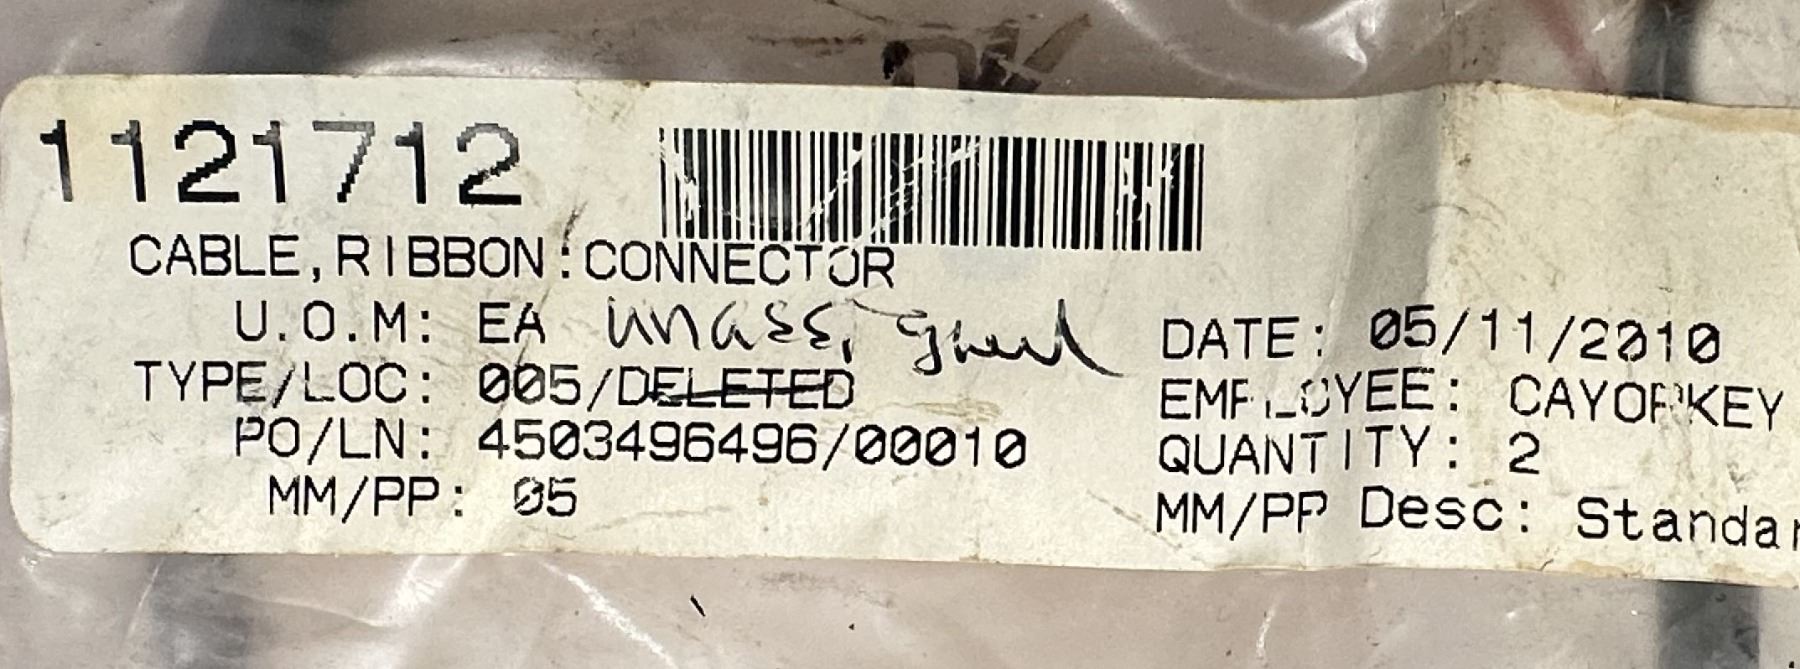 1121712
CABLE,RIBBON:CONNECTOR
U.O.M: EA
DATE: 05/11/2010
TYPE/LOC: 005/DELETED
EMPLOYEE:
PO/LN: 4503496496/00010
QUANTITY: 2
MM/PP: 05
MM/PP Desc: Standar